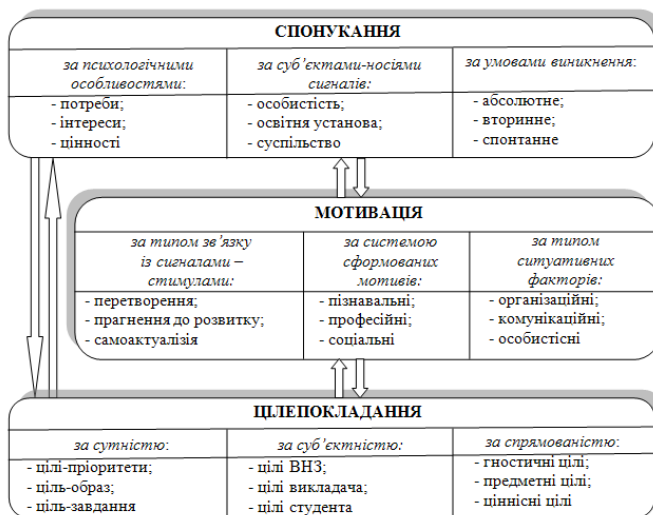 СПОНУКАННЯ
за психологічними
особливостями:
- потреби;
- інтереси;
- цінності
за суб’єктами-носіями
сигналів:
- особистість;
- освітня установа;
- суспільство
за умовами виникнення:
- абсолютне;
- вторинне;
- спонтанне
МОТИВАЦІЯ
за типом зв’язку
із сигналами –
стимулами:
- перетворення;
- прагнення до розвитку;
- самоактуалізія
за системою
сформованих
мотивів:
- пізнавальні;
- професійні;
- соціальні
за типом
ситуативних
факторів:
- організаційні;
- комунікаційні;
- особистісні
ЦІЛЕПОКЛАДАННЯ
за сутністю:
- цілі-пріоритети;
- ціль-образ;
- ціль-завдання
за суб’єктністю:
- цілі ВНЗ;
- цілі викладача;
- цілі студента
за спрямованістю:
- гностичні цілі;
- предметні цілі;
- ціннісні цілі